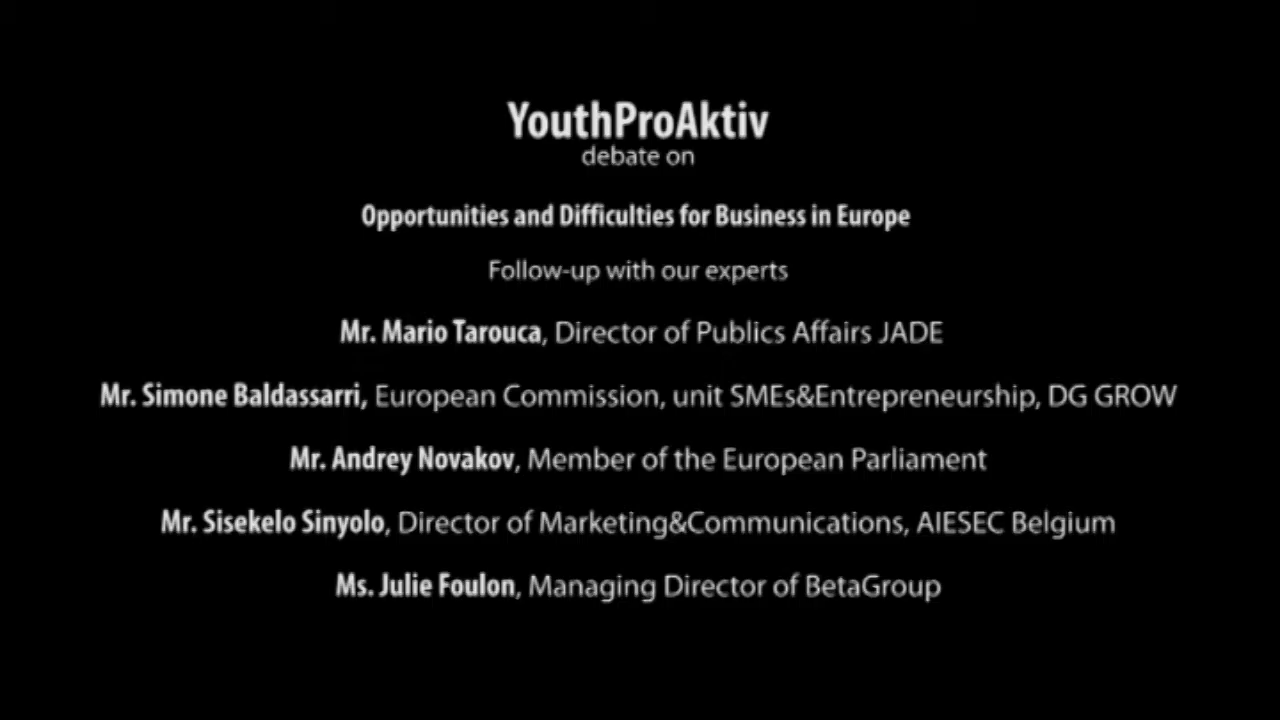 YouthProAktiv
debate on
Opportunities and Difficulties for Business in Europe
Follow-up with our experts
Mr. Mario Tarouca, Director of Publics Affairs JADE
Mr. Simone Baldassarri, European Commission, unit SMEs&Entrepreneurship, DG GROW
Mr. Andrey Novakov, Member of the European Parliament
Mr. Sisekelo Sinyolo, Director of Marketing&Communications, AIESEC Belgium
Ms. Julie Foulon, Managing Director of BetaGroup